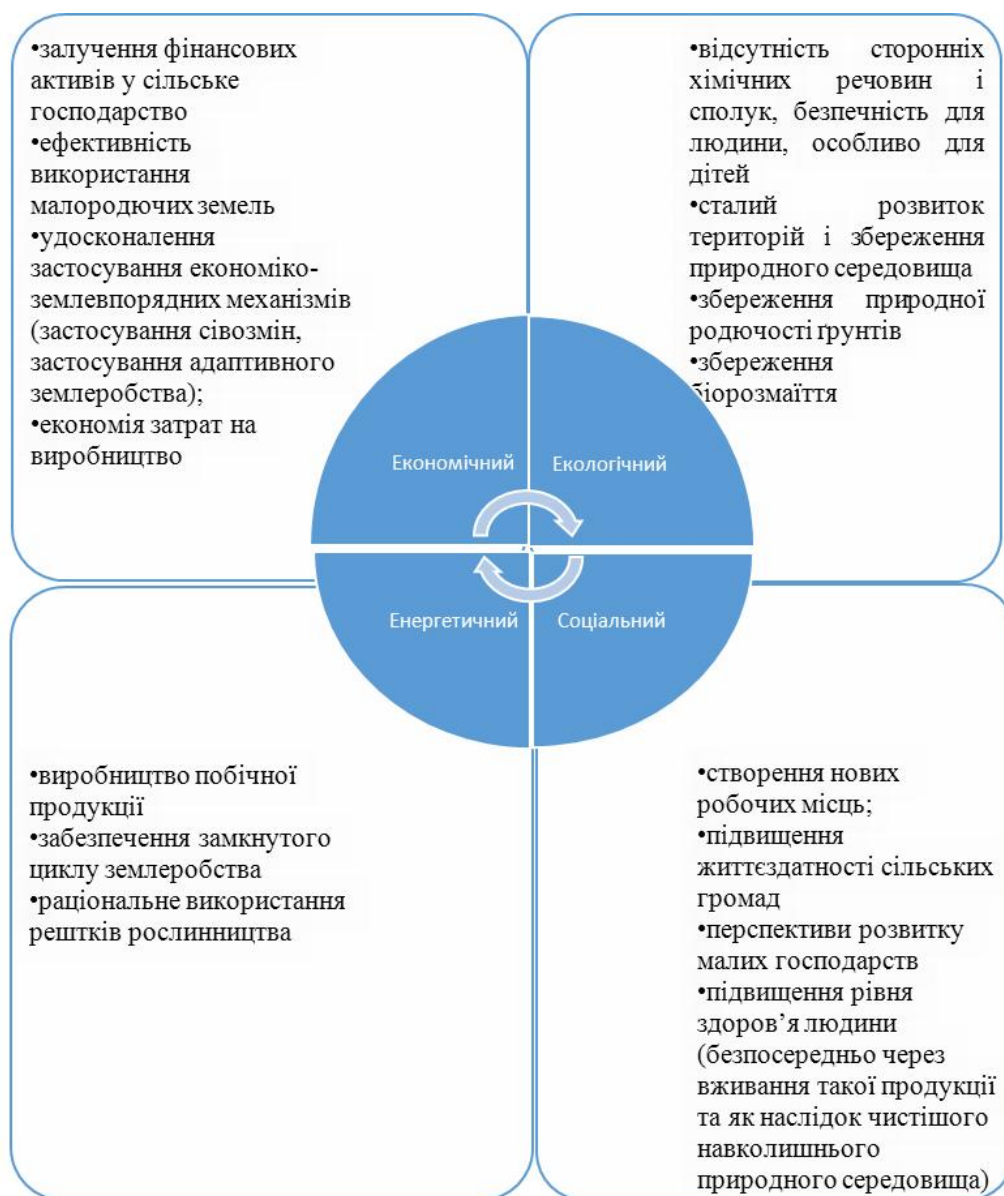 •залучення фінансових
активів у сільське
господарство
•ефективність
використання
малородючих земель
•удосконалення
застосування економіко-
землевпорядних механізмів
(застосування сівозмін,
застосування адаптивного
землеробства);
•економія затрат на
виробництво
•відсутність сторонніх
хімічних речовин і
сполук, безпечність для
людини, особливо для
дітей
•сталий розвиток
територій і збереження
природного середовища
•збереження природної
родючості ґрунтів
•збереження
біорозмаїття
Економічний
Екологічний
Енергетичний
Соціальний
•виробництво побічної
продукції
•забезпечення замкнутого
циклу землеробства
•раціональне використання
рештків рослинництва
•створення нових
робочих місць;
•підвищення
життєздатності сільських
громад
•перспективи розвитку
малих господарств
•підвищення рівня
здоров’я людини
(безпосередньо через
вживання такої продукції
та як наслідок чистішого
навколишнього
природного середовища)